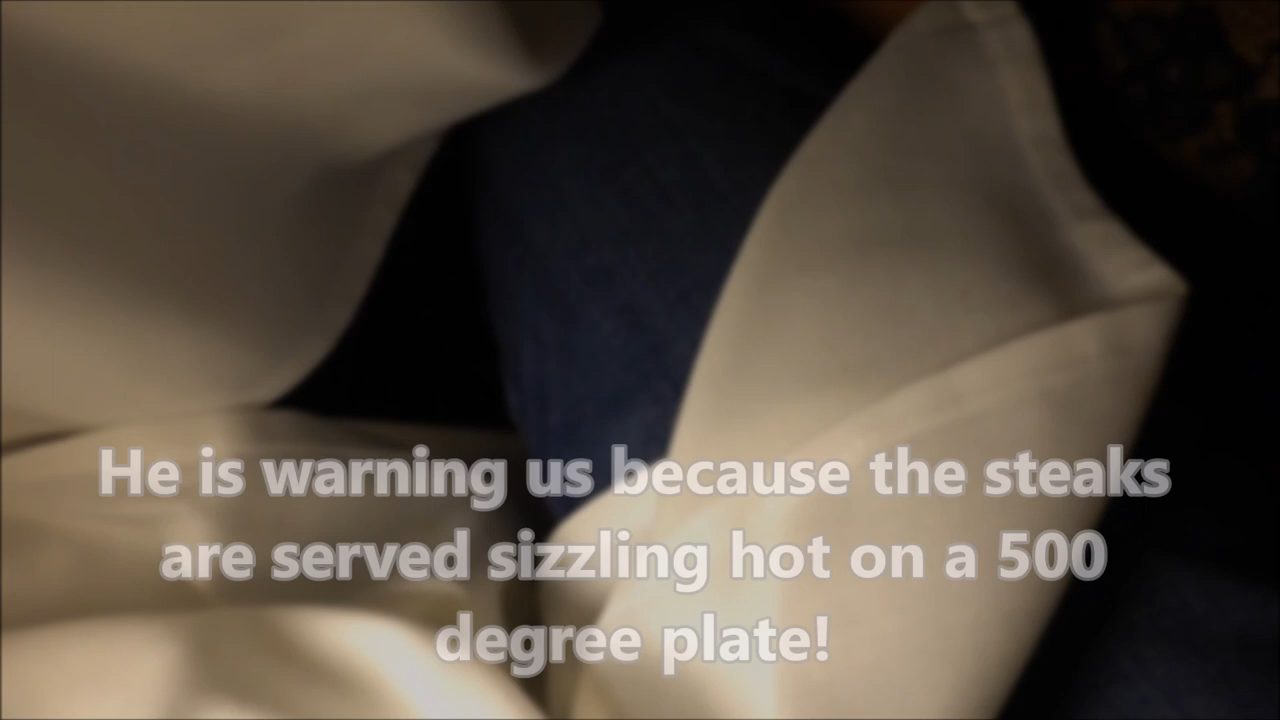 He is warning us because the steaks
are served sizzling hot on a 500
degree plate!